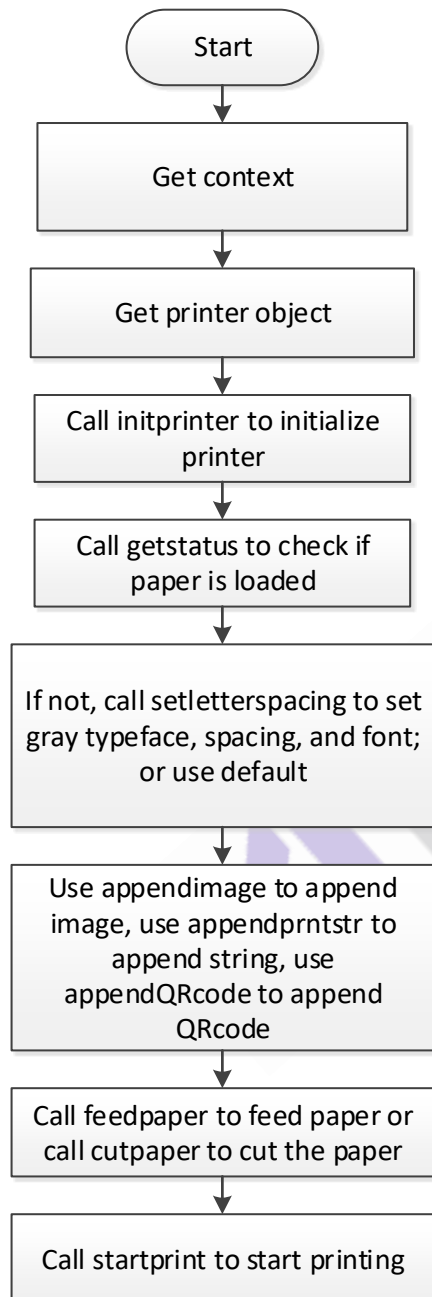 Start
Get context
Get printer object
Call initprinter to initialize
printer
Call getstatus to check if
paper is loaded
If not, call setletterspacing to set
gray typeface, spacing, and font;
or use default
Use appendimage to append
image, use appendprntstr to
append string, use
appendQRcode to append
QRcode
Call feedpaper to feed paper or
call cutpaper to cut the paper
Call startprint to start printing